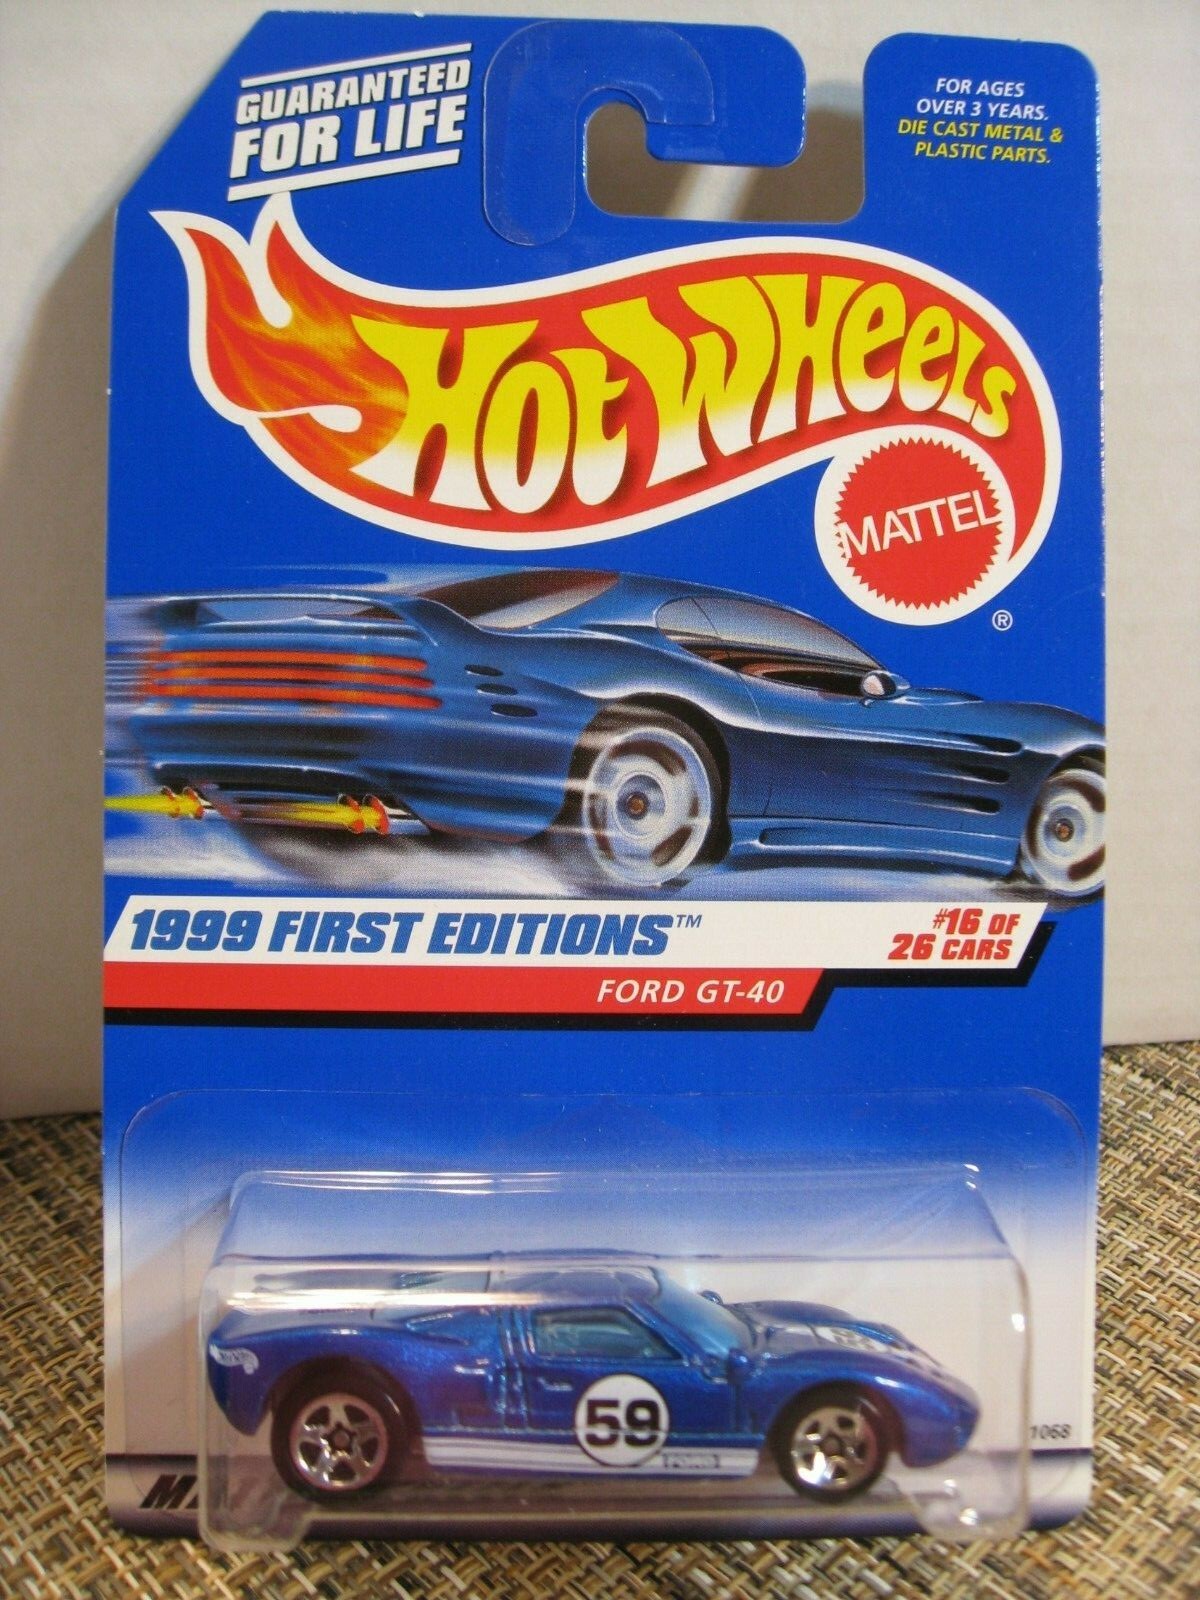 GUARANTEED
FOR LIFE
FOR AGES
OVER 3 YEARS.
DIE CAST METAL &
PLASTIC PARTS.
HOT WHEELS
MATTEL
®
1999 FIRST EDITIONS™
#16 OF
26 CARS
FORD GT-40
59
FORD
1068